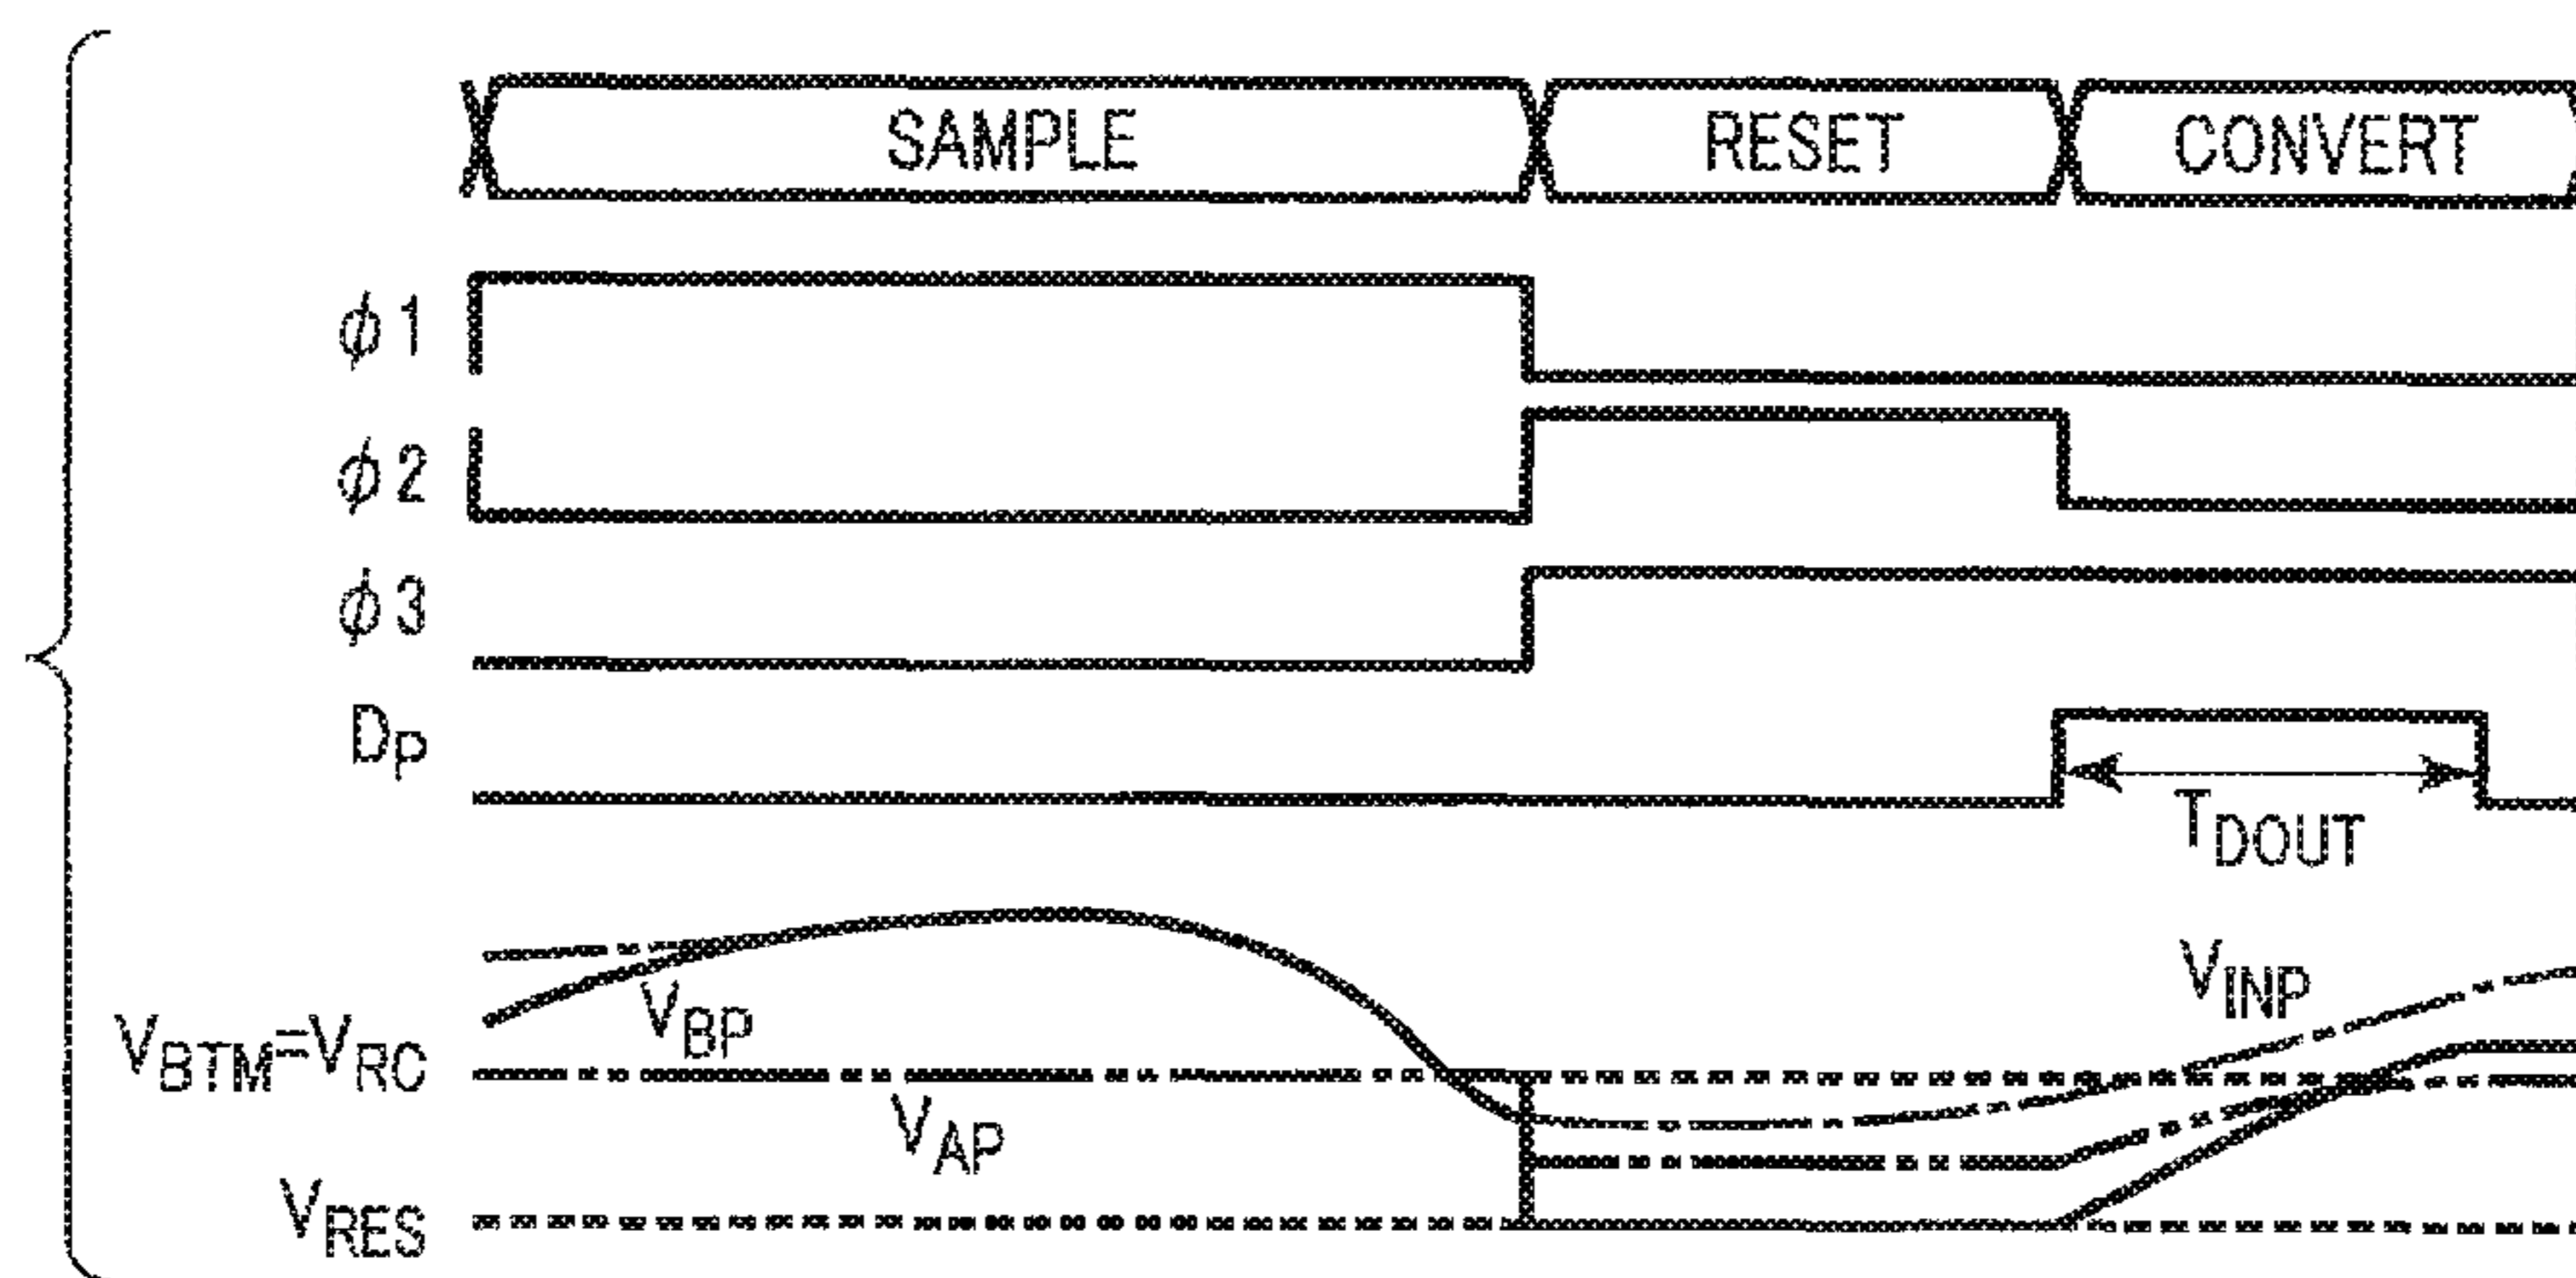 SAMPLE RESET CONVERT
ϕ1
ϕ2
ϕ3
DP
TDOUT
VINP
VBP
VBTM=VRC
VAP
VRES